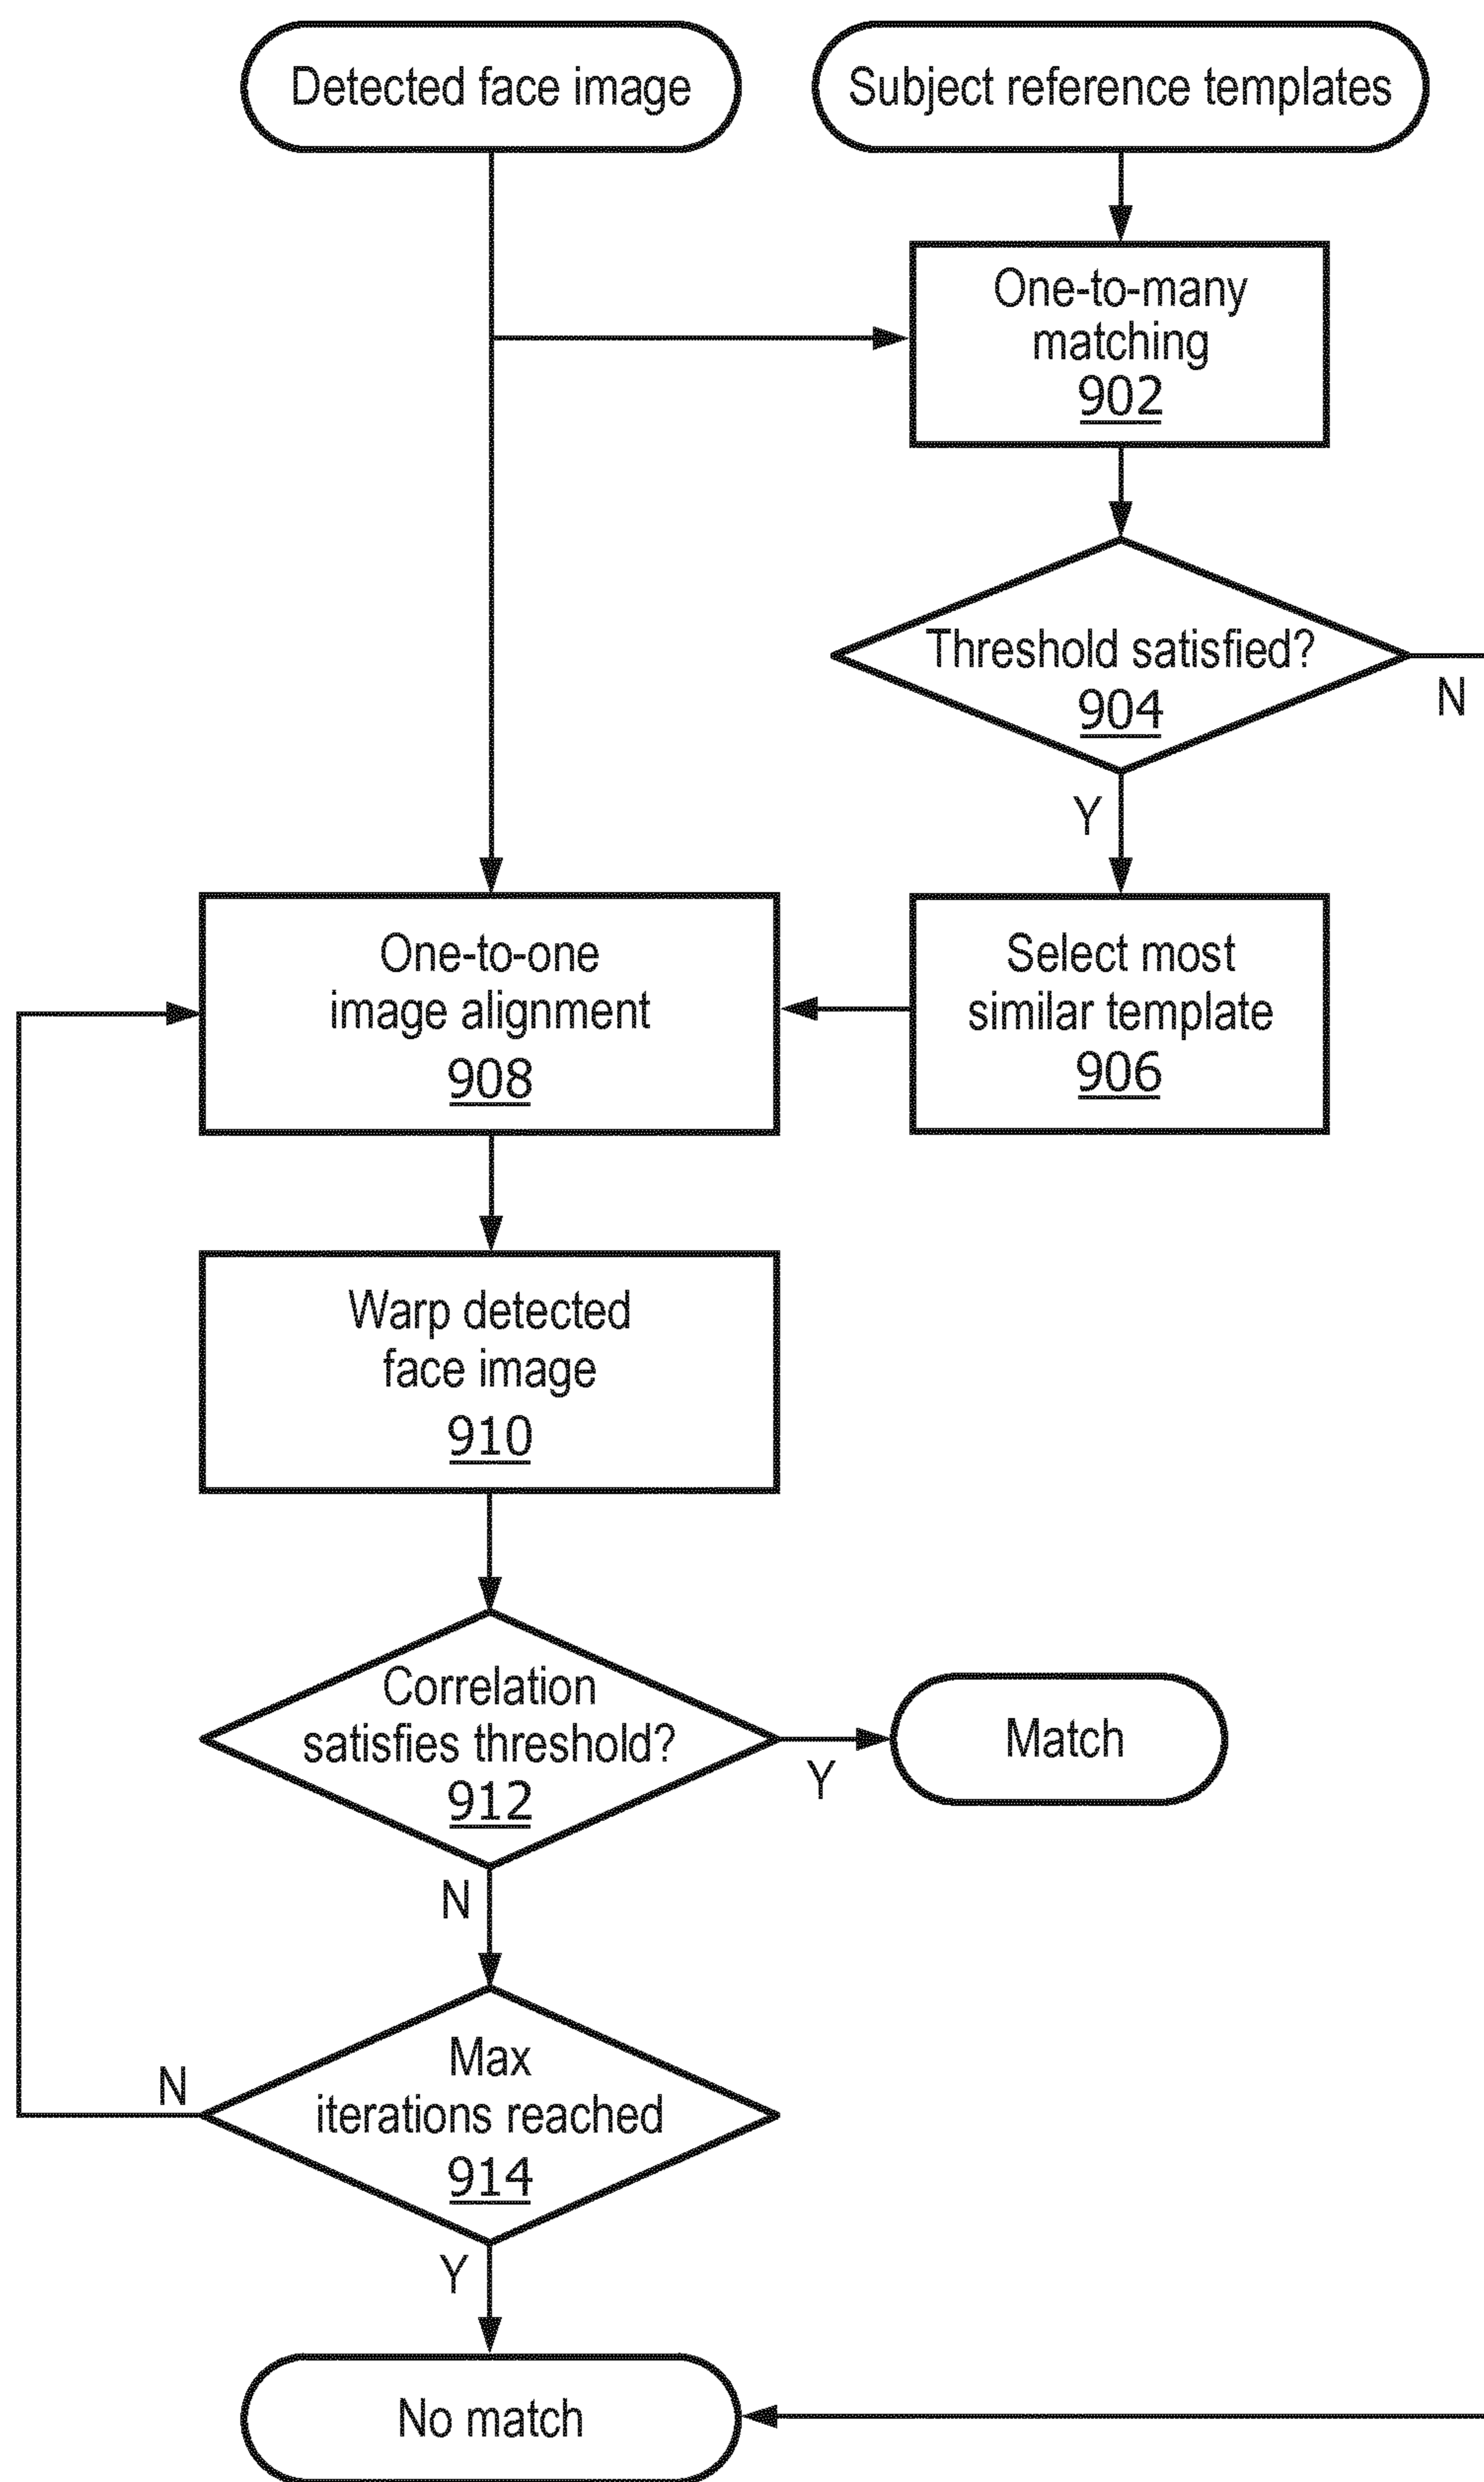 Detected face image
Subject reference templates
One-to-many
matching
902
Threshold satisfied?
904
N
Y
One-to-one
image alignment
908
Select most
similar template
906
Warp detected
face image
910
Correlation
satisfies threshold?
912
Y
Match
N
Max
iterations reached
914
N
Y
No match